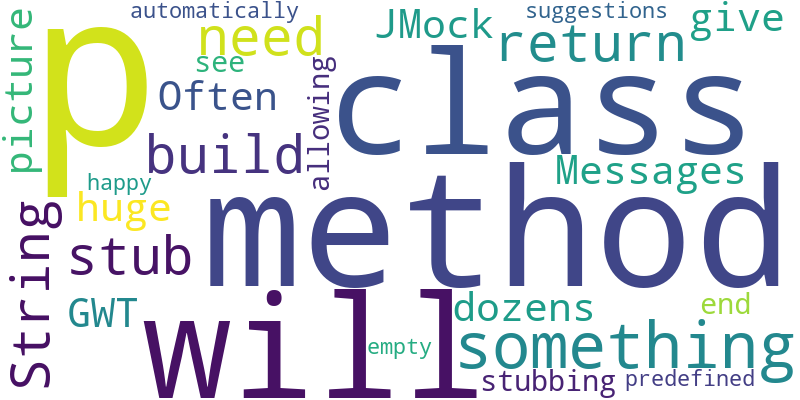 automatically
suggestions
picture
p
need
JMock
return
give
see
Often
allowing
class
build
Messages
happy
huge
method
String
stub
GWT
will
empty
dozens
end
something
stubbing
predefined